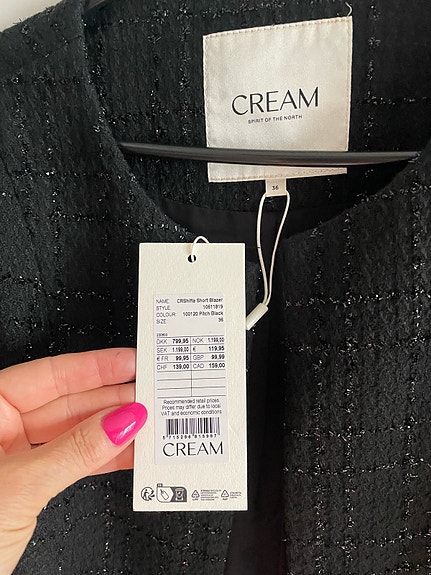 CREAM
SPIRIT OF THE NORTH
36
NAME CRShiffa Short Blazer
STYLE 10611819
COLOUR 100120 Pitch Black
SIZE 36
DKK 799,95 NOK 1.199,00
SEK 1.199,00 € 119,95
€ FR 99,95 GBP 99,99
CHF 139,00 CAD 159,00
Recommended retail prices.
Prices may differ due to local
VAT and economic conditions.
CREAM